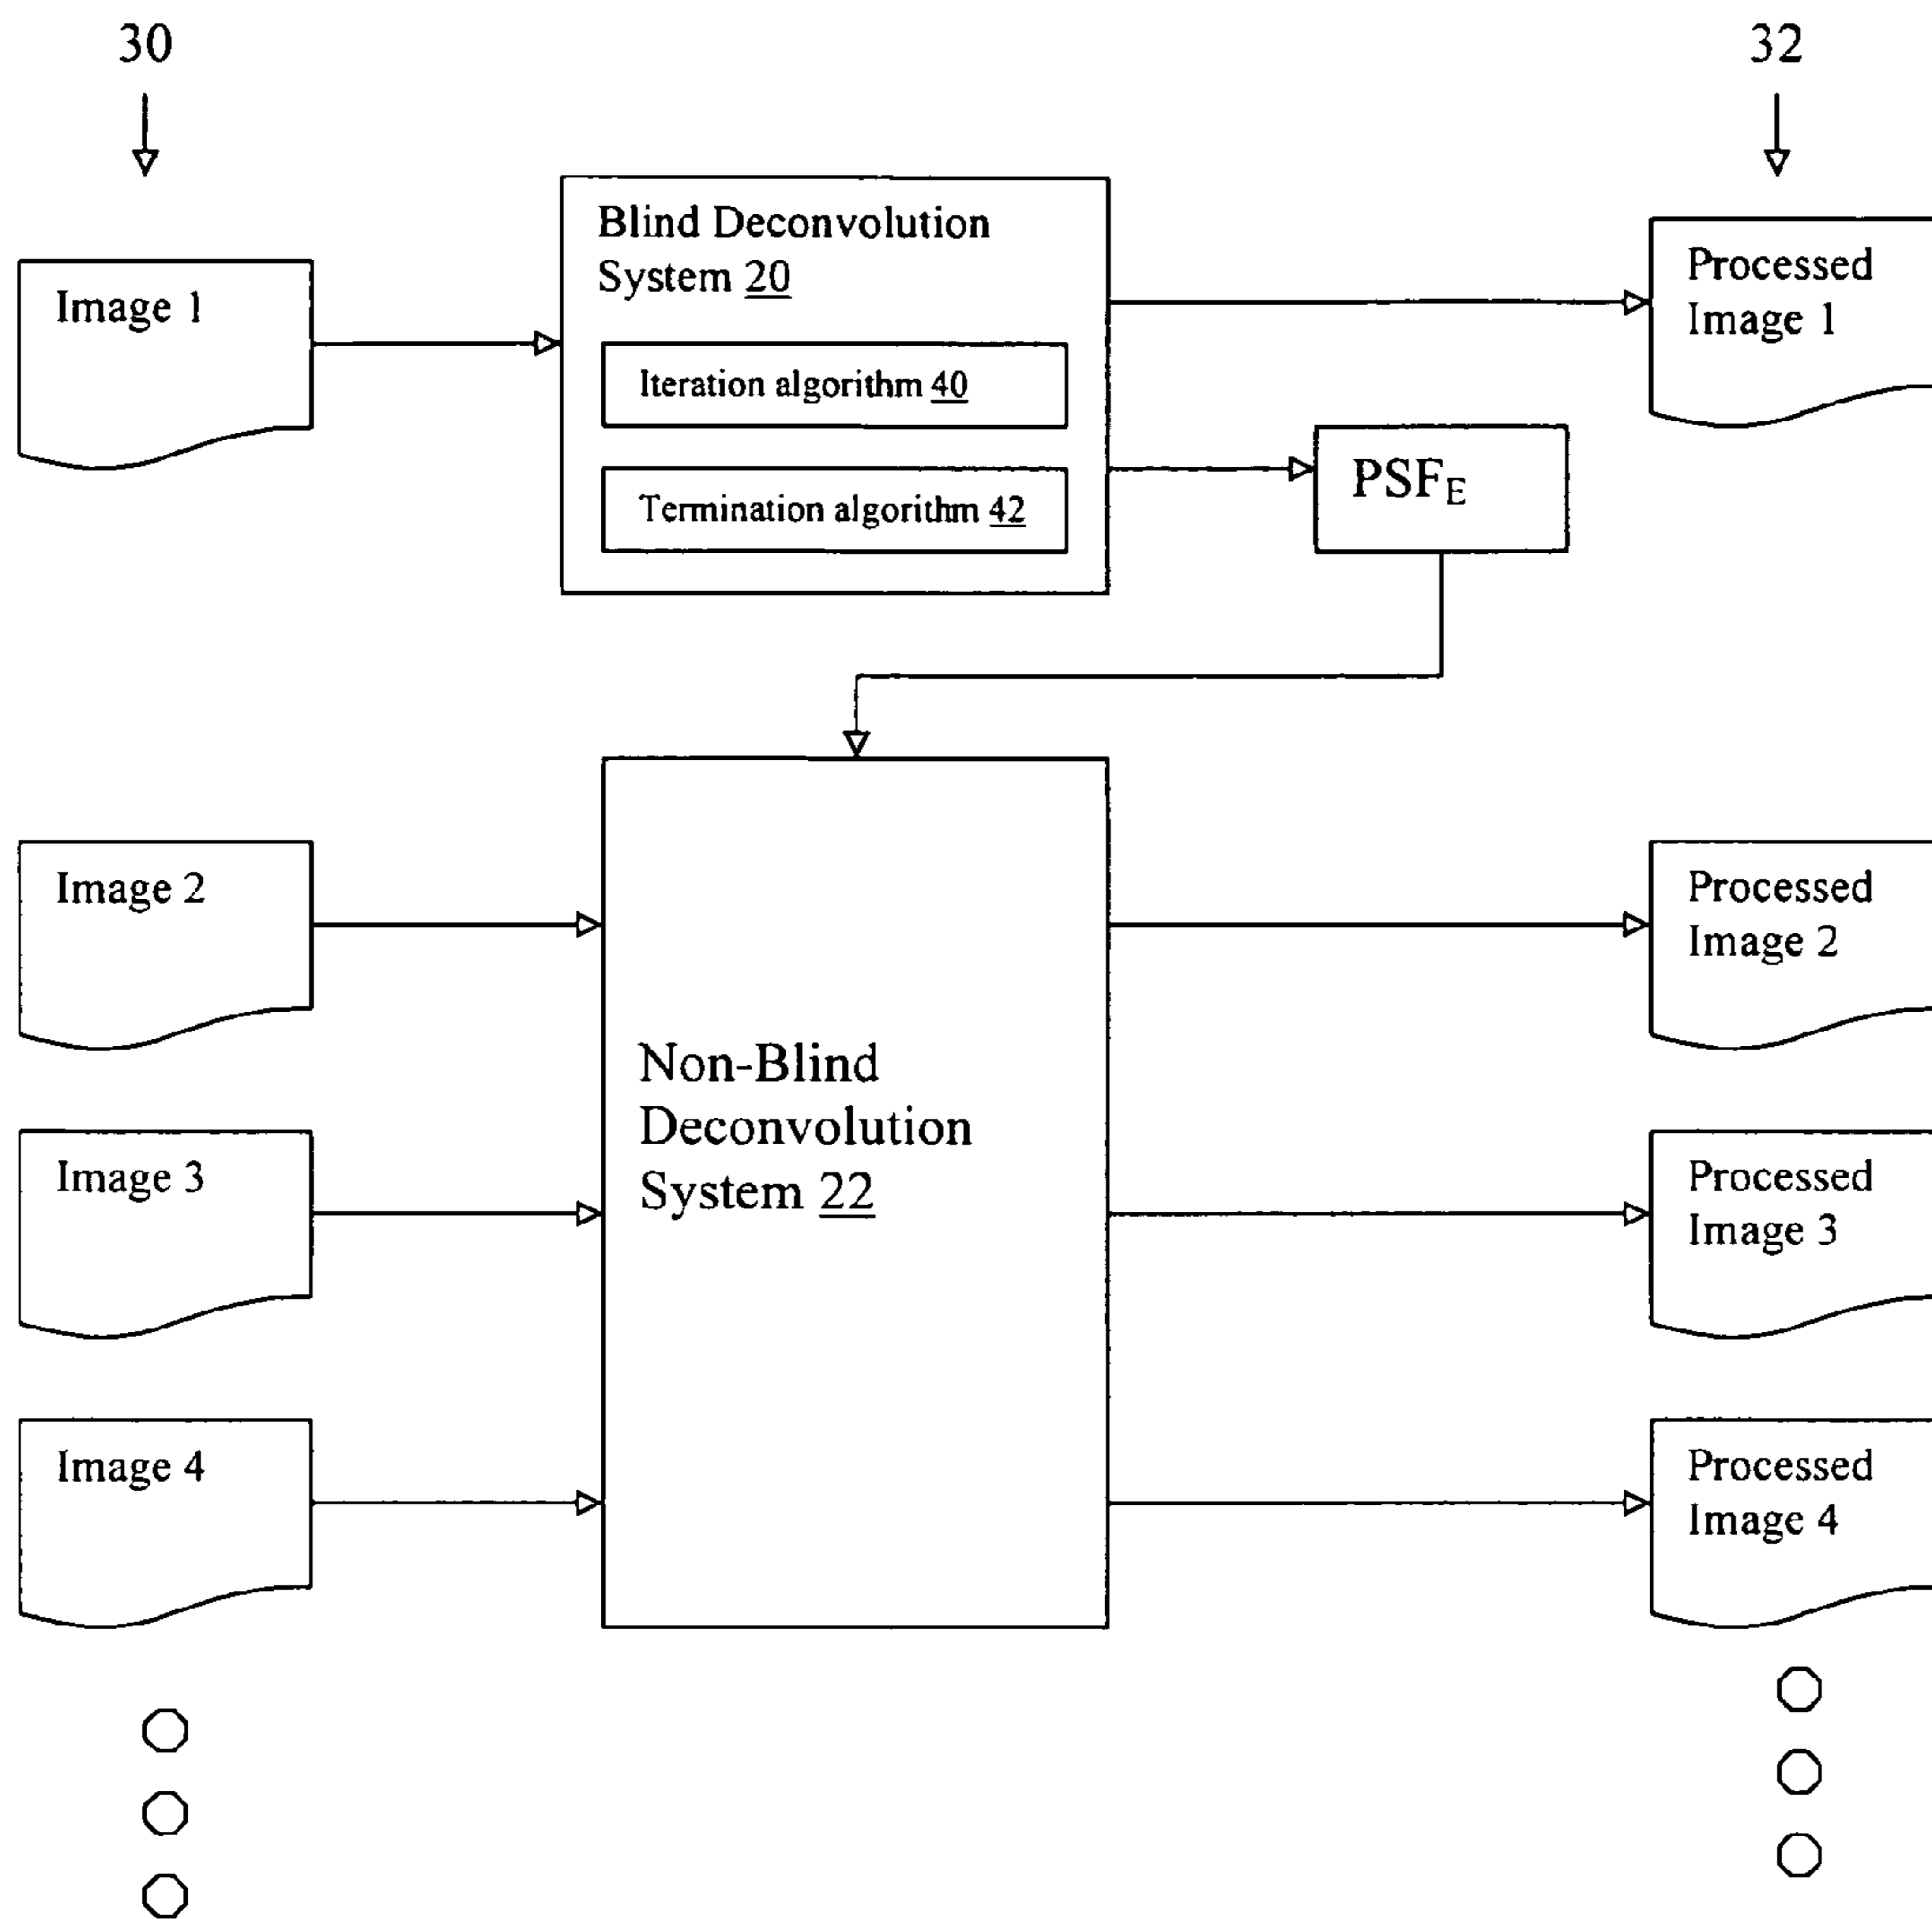 30
32
Blind Deconvolution
System 20
Image 1
Processed
Image 1
Iteration algorithm 40
Termination algorithm 42
PSFE
Image 2
Processed
Image 2
Non-Blind
Deconvolution
System 22
Image 3
Processed
Image 3
Image 4
Processed
Image 4